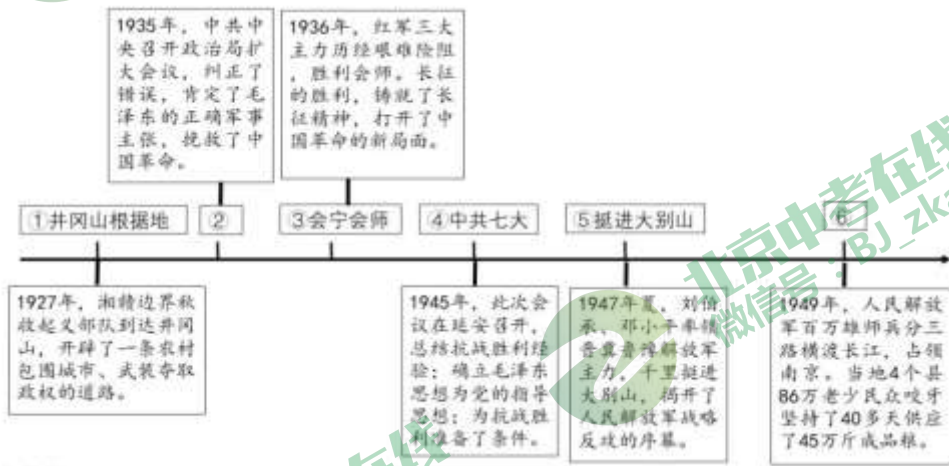 1935年，中共中
央召开政治局扩
大会议，纠正了
错误，肯定了毛
泽东的正确军事
主张，挽救了中
国革命。
1936年，红军三大
主力历经艰难险阻
，胜利会师。长征
的胜利，铸就了长
征精神，打开了中
国革命的新局面。
①井冈山根据地
②
③会宁会师
④中共七大
⑤挺进大别山
⑥
1927年，湘赣边界秋
收起义部队到达井冈
山，开辟了一条农村
包围城市、武装夺取
政权的道路。
1945年，此次会
议在延安召开，
总结抗战胜利经
验；确立毛泽东
思想为党的指导
思想；为抗战胜
利准备了条件。
1947年夏，刘伯
承、邓小平率领
晋冀鲁豫解放军
主力，千里挺进
大别山，揭开了
人民解放军战略
反攻的序幕。
1949年，人民解放
军百万雄师兵分三
路横渡长江，占领
南京。当地4个县
86万老少民众咬牙
坚持了40多天供应
了45万斤成品粮。
北京中考在线
微信号：BJ_zk